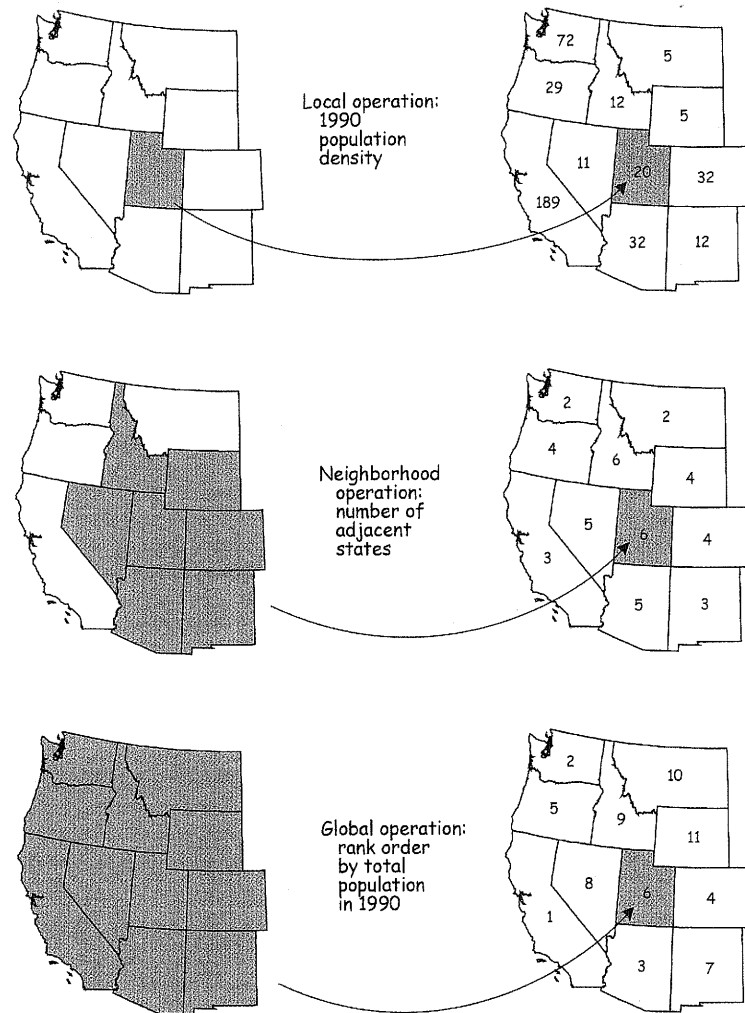 72
5
29
12
5
Local operation:
1990
population
density
11
20
32
189
32
12
2
2
4
6
4
Neighborhood
operation:
number of
adjacent
states
5
6
4
3
5
3
2
10
5
9
11
Global operation:
rank order
by total
population
in 1990
8
6
4
1
3
7